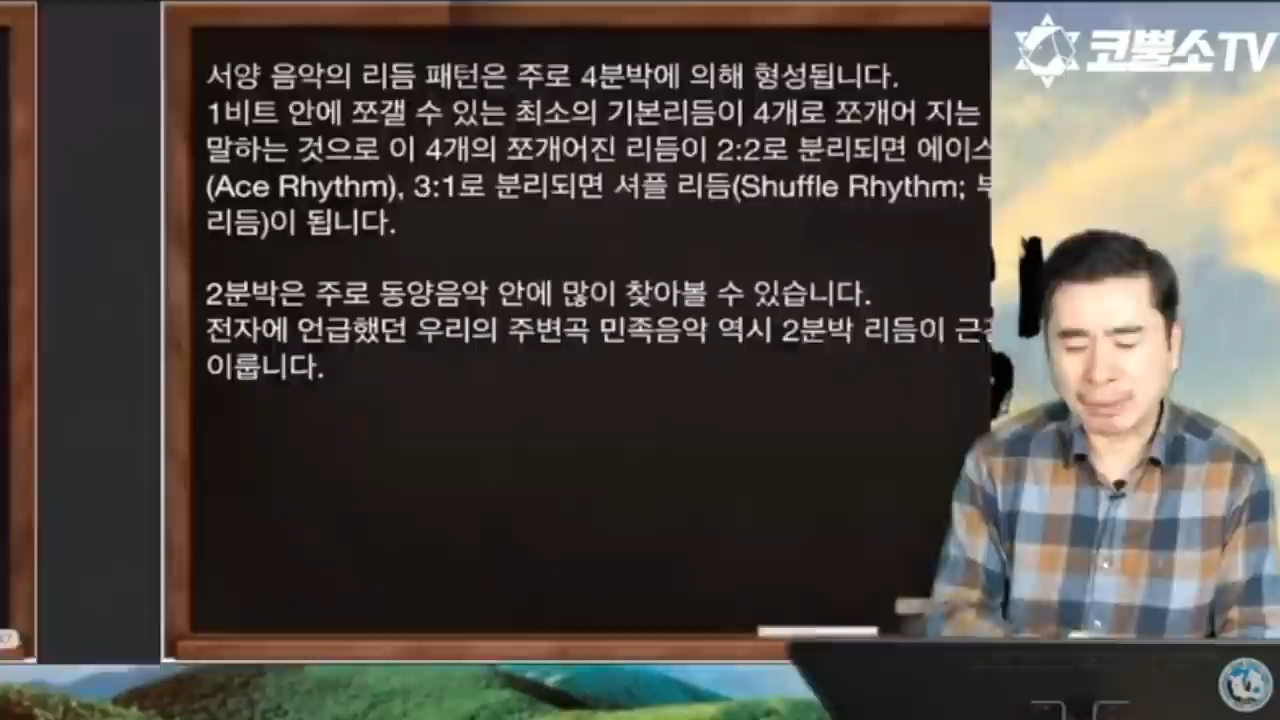 서양 음악의 리듬 패턴은 주로 4분박에 의해 형성됩니다.
1비트 안에 쪼갤 수 있는 최소의 기본리듬이 4개로 쪼개어 지는
말하는 것으로 이 4개의 쪼개어진 리듬이 2:2로 분리되면
(Ace Rhythm), 3:1로 분리되면 셔플 리듬(Shuffle Rhythm;
리듬)이 됩니다.
2분박은 주로 동양음악 안에 많이 찾아볼 수 있습니다.
전자에 언급했던 우리의 주변곡 민족음악 역시 2분박 리듬이
이룹니다.
코뿔소TV